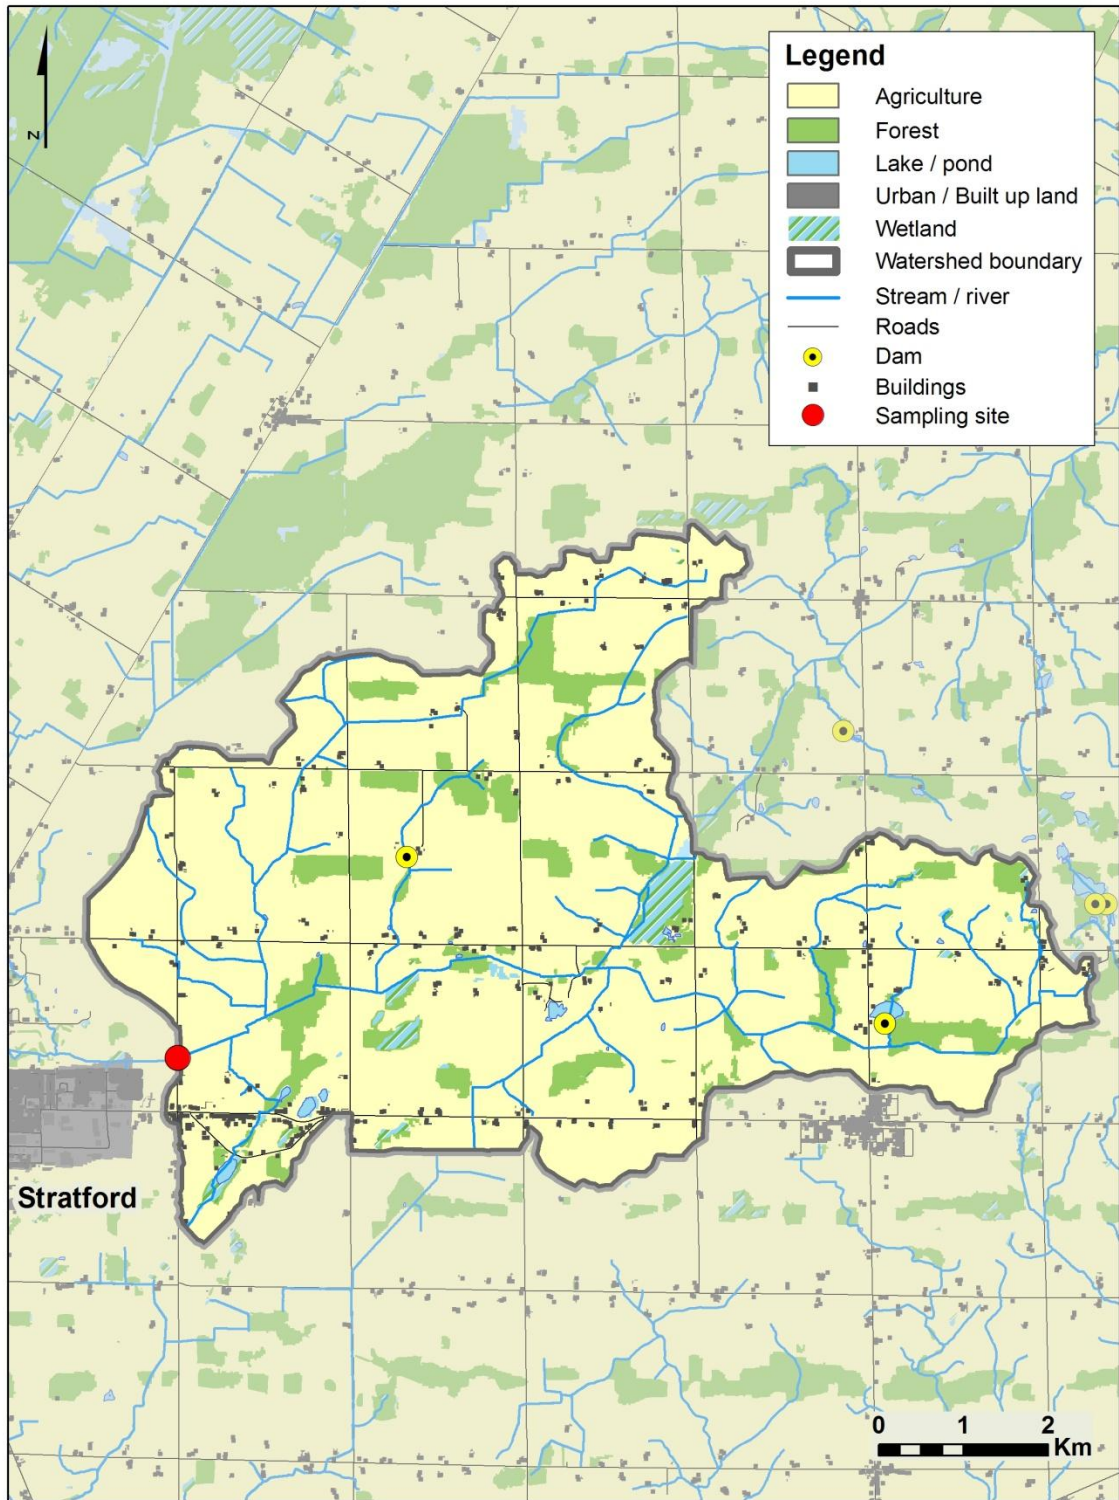 N
Legend
Agriculture
Forest
Lake / pond
Urban / Built up land
Wetland
Watershed boundary
Stream / river
Roads
Dam
Buildings
Sampling site
Stratford
0 1 2
Km